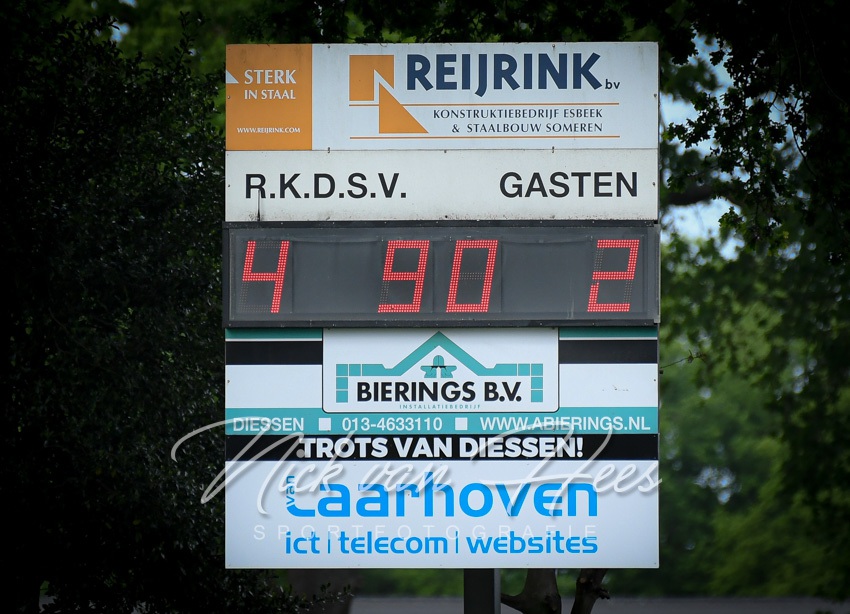 STERK
IN STAAL
WWW.REIJRINK.COM
REIJRINK bv
KONSTRUKTIEBEDRIJF ESBEEK
& STAALBOUW SOMEREN
R.K.D.S.V. GASTEN
4 90 2
BIERINGS B.V.
INSTALLATIEBEDRIJF
DIESSEN 013-4633110 WWW.ABIERINGS.NL
TROTS VAN DIESSEN!
Nick van Hees
van Laarhoven
SPORTFOTOGRAFIE
ict | telecom | websites